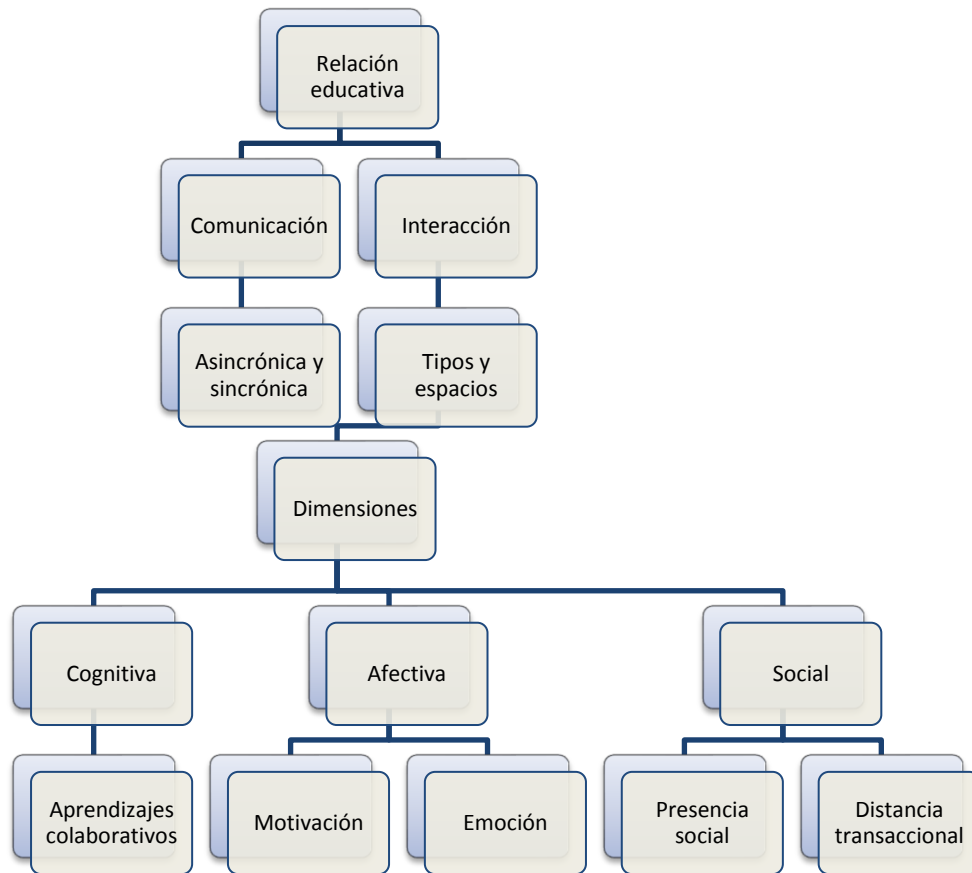 Relación
educativa
Comunicación
Interacción
Asincrónica y
sincrónica
Tipos y
espacios
Dimensiones
Cognitiva
Afectiva
Social
Aprendizajes
colaborativos
Motivación
Emoción
Presencia
social
Distancia
transaccional